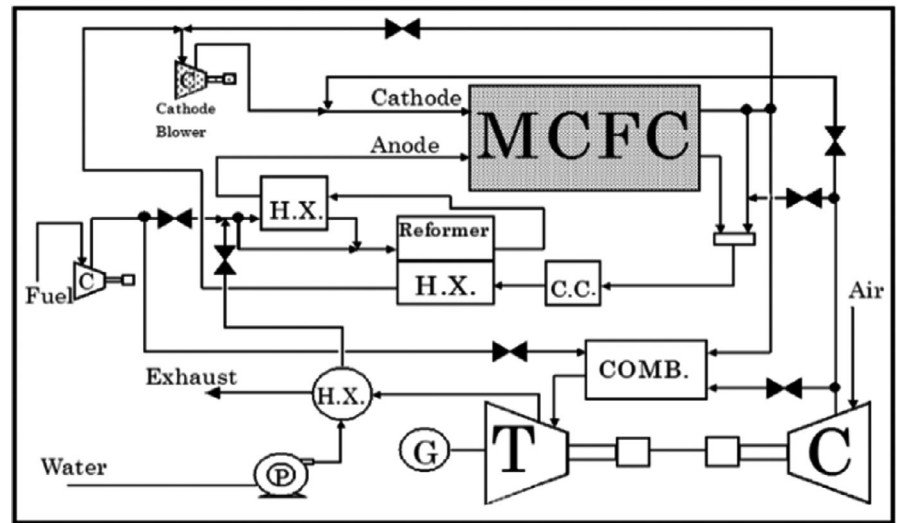 C
Cathode
Blower
Cathode
Anode
MCFC
H.X.
Reformer
H.X.
C.C.
C
Fuel
Air
Exhaust
H.X.
COMB.
G
T
C
Water
P